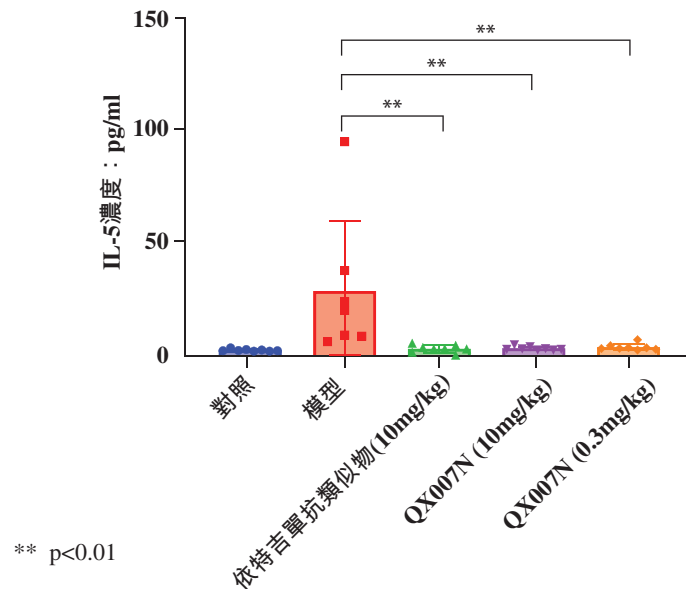 IL-5濃度：pg/ml
150
100
50
0
**
**
**
對照
模型
依特吉單抗類似物(10mg/kg)
QX007N (10mg/kg)
QX007N (0.3mg/kg)
** p<0.01